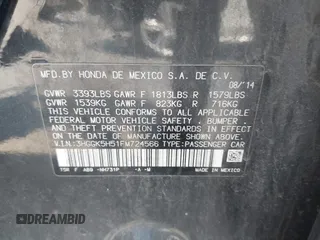 MFD.BY HONDA DE MEXICO S.A. DE C.V.
08/'14
GVWR 3393LBS GAWR F 1813LBS R 1579LBS
GVWR 1539KG GAWR F 823KG R 716KG
THIS VEHICLE CONFORMS TO ALL APPLICABLE
FEDERAL MOTOR VEHICLE SAFETY, BUMPER, AND
THEFT PREVENTION STANDARDS IN EFFECT ON THE
DATE OF MANUFACTURE SHOWN ABOVE.
V.I.N.:3HGGK5H51FM724566 TYPE:PASSENGER CAR
NH731P -A -M
MADE IN MEXICO
BIDCARD